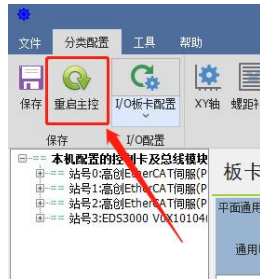 文件 分类配置 工具 帮助
保存 重启主控 I/O板卡配置 XY轴 螺距补
保存 I/O配置
本机配置的控制卡及总线模块
站号0:高创EtherCAT伺服(P
站号1:高创EtherCAT伺服(P
站号2:高创EtherCAT伺服(P
站号3:EDS3000 V0X10104(
板卡
平面通用
通用